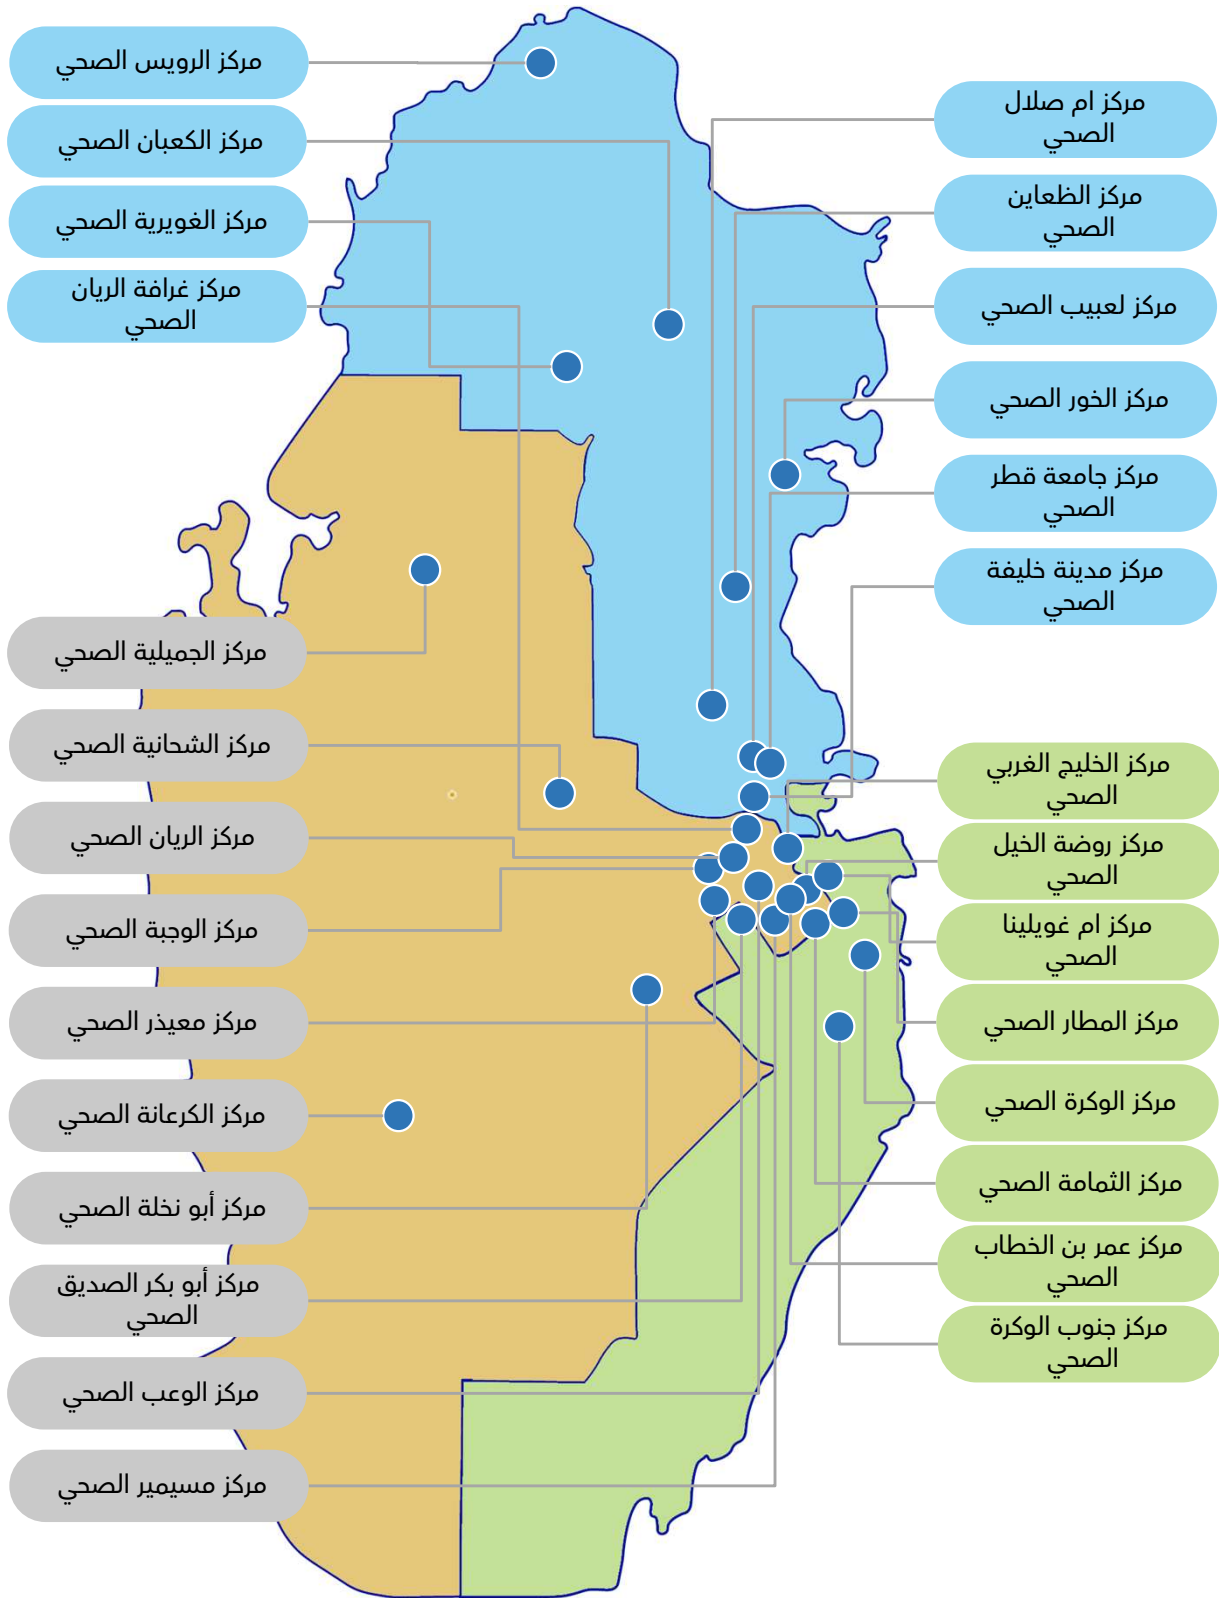 مركز الرويس الصحي
مركز الكعبان الصحي
مركز الغويرية الصحي
مركز غرافة الريان
الصحي
مركز ام صلال
الصحي
مركز الظعاين
الصحي
مركز لعبيب الصحي
مركز الخور الصحي
مركز جامعة قطر
الصحي
مركز مدينة خليفة
الصحي
مركز الجميلية الصحي
مركز الشحانية الصحي
مركز الريان الصحي
مركز الوجبة الصحي
مركز معيذر الصحي
مركز الكرعانة الصحي
مركز أبو نخلة الصحي
مركز أبو بكر الصديق
الصحي
مركز الوعب الصحي
مركز مسيمير الصحي
مركز الخليج الغربي
الصحي
مركز روضة الخيل
الصحي
مركز ام غويلينا
الصحي
مركز المطار الصحي
مركز الوكرة الصحي
مركز الثمامة الصحي
مركز عمر بن الخطاب
الصحي
مركز جنوب الوكرة
الصحي